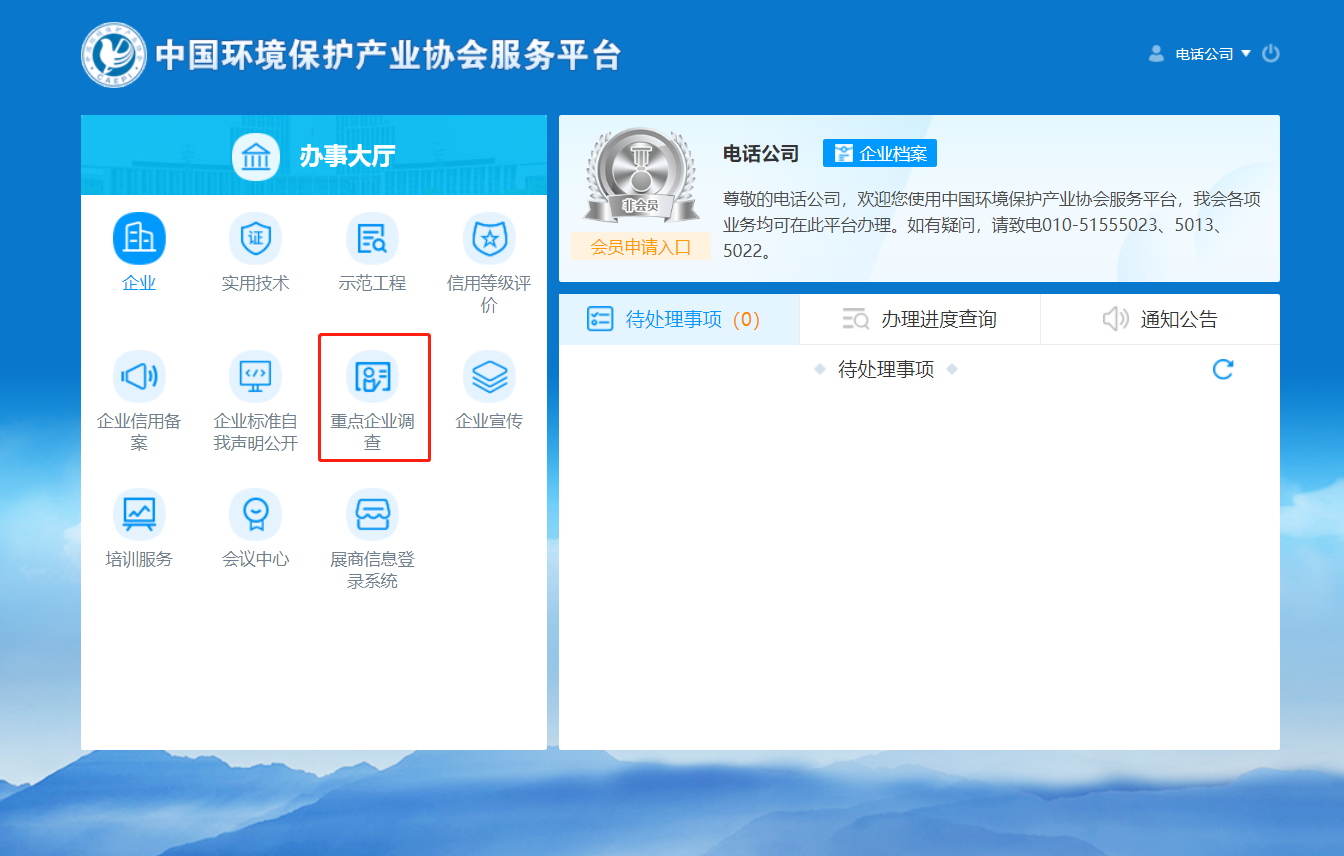 中国环境保护产业协会服务平台
CAEPI
电话公司
办事大厅
企业
实用技术
证
示范工程
信用等级评
价
企业信用备
案
企业标准自
我声明公开
重点企业调
查
企业宣传
培训服务
会议中心
展商信息登
录系统
非会员
会员申请入口
电话公司
企业档案
尊敬的电话公司，欢迎您使用中国环境保护产业协会服务平台，我会各项
业务均可在此平台办理。如有疑问，请致电010-51555023、5013、
5022。
待处理事项（0）
办理进度查询
通知公告
待处理事项